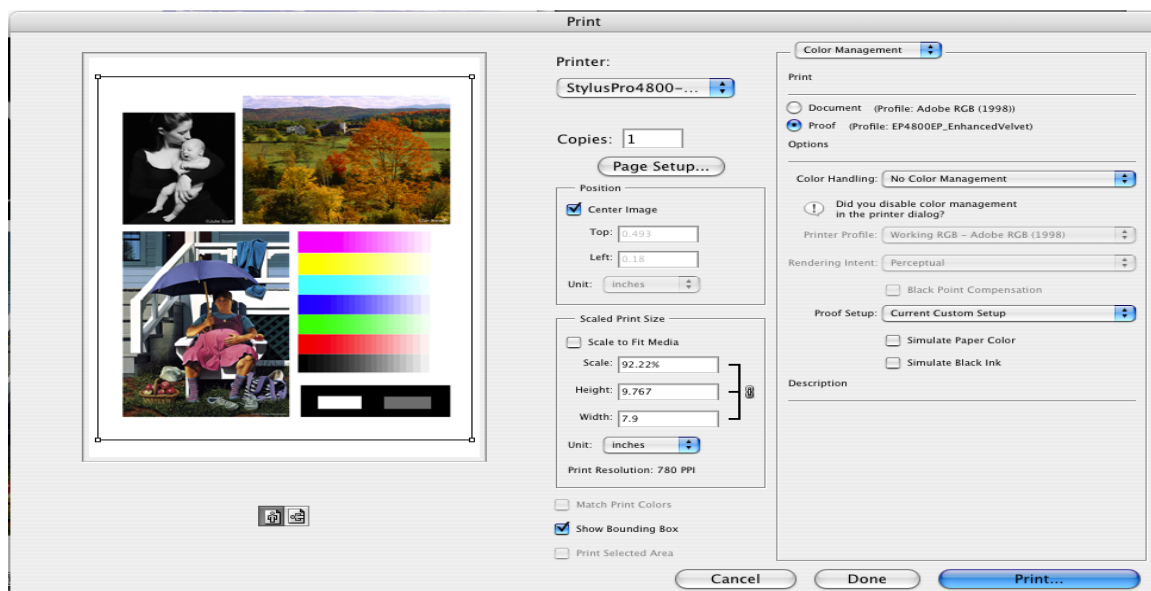 Print
Printer:
StylusPro4800-...
Copies: 1
Page Setup...
Position
Center Image
Top: 0.493
Left: 0.18
Unit: inches
Scaled Print Size
Scale to Fit Media
Scale: 92.22%
Height: 9.767
Width: 7.9
Unit: inches
Print Resolution: 780 PPI
Match Print Colors
Show Bounding Box
Print Selected Area
Color Management
Print
Document (Profile: Adobe RGB (1998))
Proof (Profile: EP4800EP_EnhancedVelvet)
Options
Color Handling: No Color Management
Did you disable color management
in the printer dialog?
Printer Profile: Working RGB - Adobe RGB (1998)
Rendering Intent: Perceptual
Black Point Compensation
Proof Setup: Current Custom Setup
Simulate Paper Color
Simulate Black Ink
Description
Cancel
Done
Print...